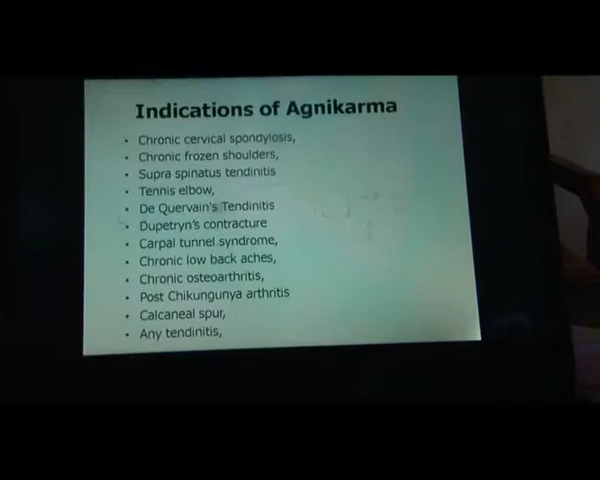 Indications of Agnikarma
• Chronic cervical spondylosis,
• Chronic frozen shoulders,
• Supra spinatus tendinitis
• Tennis elbow,
• De Quervain's Tendinitis
• Dupetryn's contracture
• Carpal tunnel syndrome,
• Chronic low back aches,
• Chronic osteoarthritis,
• Post Chikungunya arthritis
• Calcaneal spur,
• Any tendinitis,